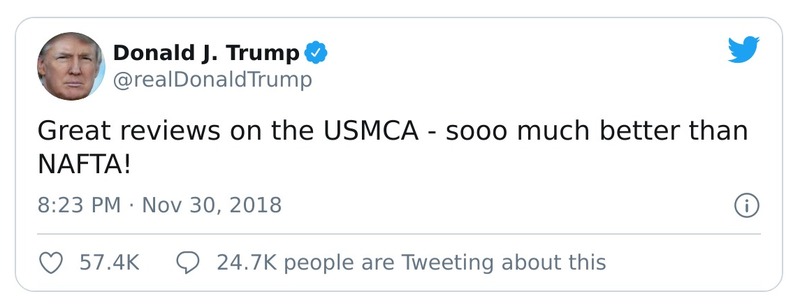 Donald J. Trump
@realDonaldTrump
Great reviews on the USMCA - sooo much better than
NAFTA!
8:23 PM · Nov 30, 2018
57.4K 24.7K people are Tweeting about this